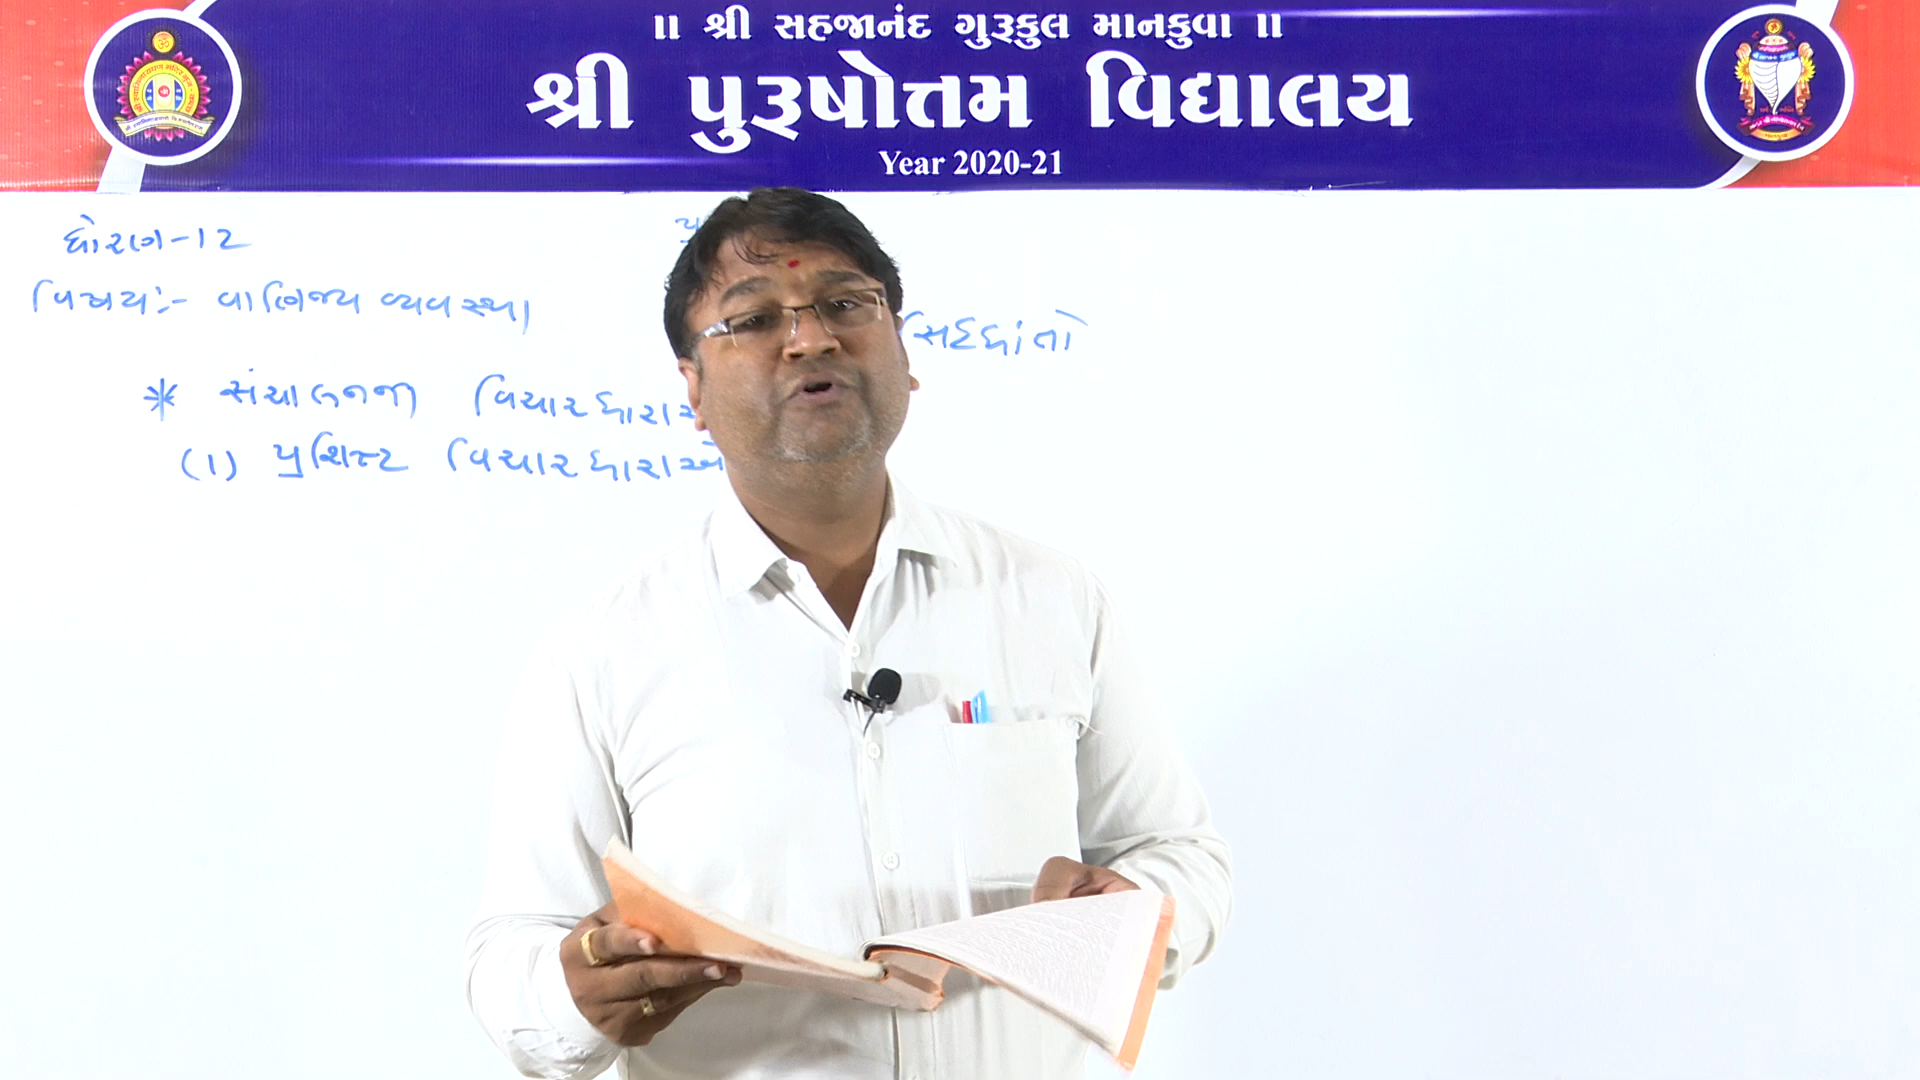 ॥ શ્રી સહજાનંદ ગુરૂકુલ માનકુવા ॥
શ્રી પુરૂષોત્તમ વિદ્યાલય
Year 2020-21
ધોરણ-12
વિષય:- વાણિજ્ય વ્યવસ્થા
સિદ્ધાંતો
* સંચાલનના વિચારધારા
(1) પ્રશિષ્ટ વિચારધારાઓ